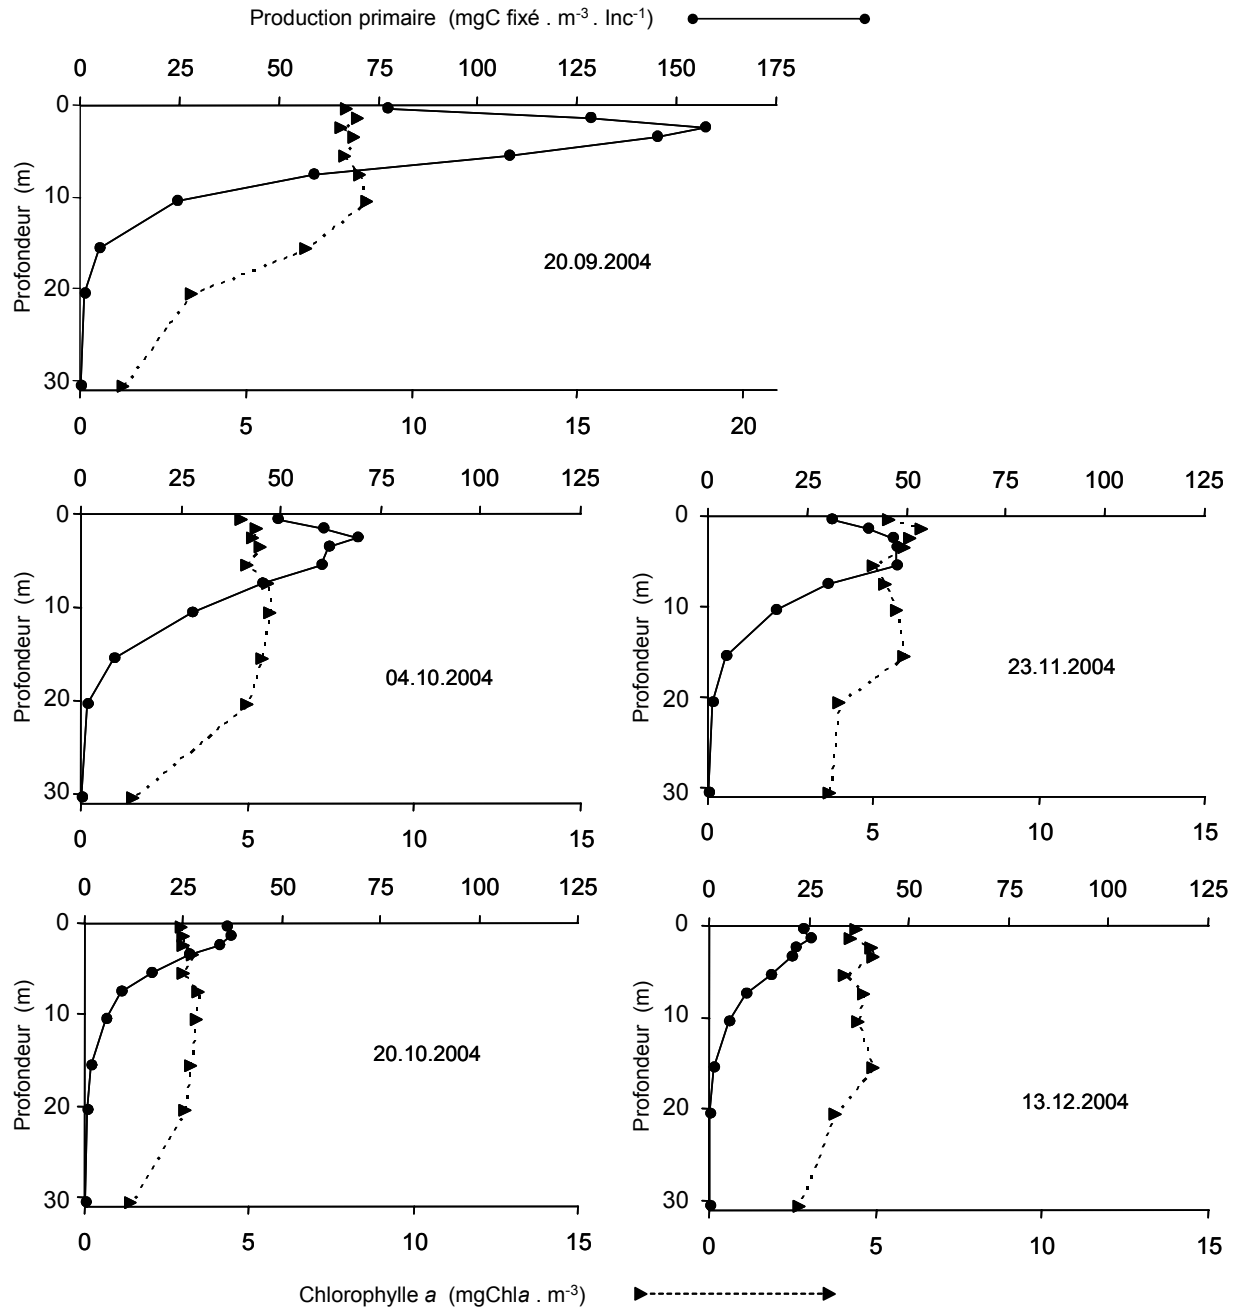 Production primaire (mgC fixé . m⁻³ . Inc⁻¹)
0 25 50 75 100 125 150 175
0
10
20
30
Profondeur (m)
20.09.2004
0 5 10 15 20
0 25 50 75 100 125
0
10
20
30
Profondeur (m)
04.10.2004
0 5 10 15
0 25 50 75 100 125
0
10
20
30
Profondeur (m)
23.11.2004
0 5 10 15
0 25 50 75 100 125
0
10
20
30
Profondeur (m)
20.10.2004
0 5 10 15
0 25 50 75 100 125
0
10
20
30
Profondeur (m)
13.12.2004
0 5 10 15
Chlorophylle a (mgChla . m⁻³)